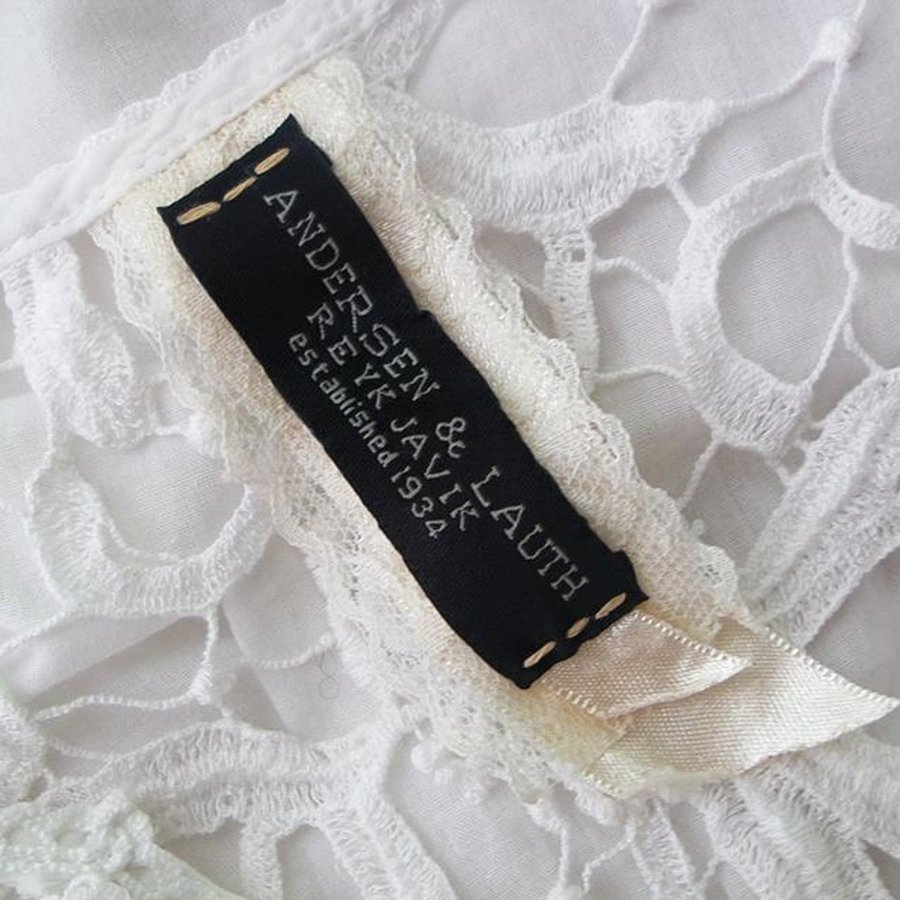 ANDERSEN & LAUTH
REYKJAVIK
established 1934